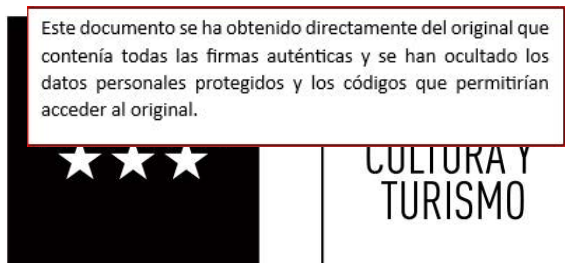 Este documento se ha obtenido directamente del original que
contenía todas las firmas auténticas y se han ocultado los
datos personales protegidos y los códigos que permitirían
acceder al original.
CULTURA Y
TURISMO